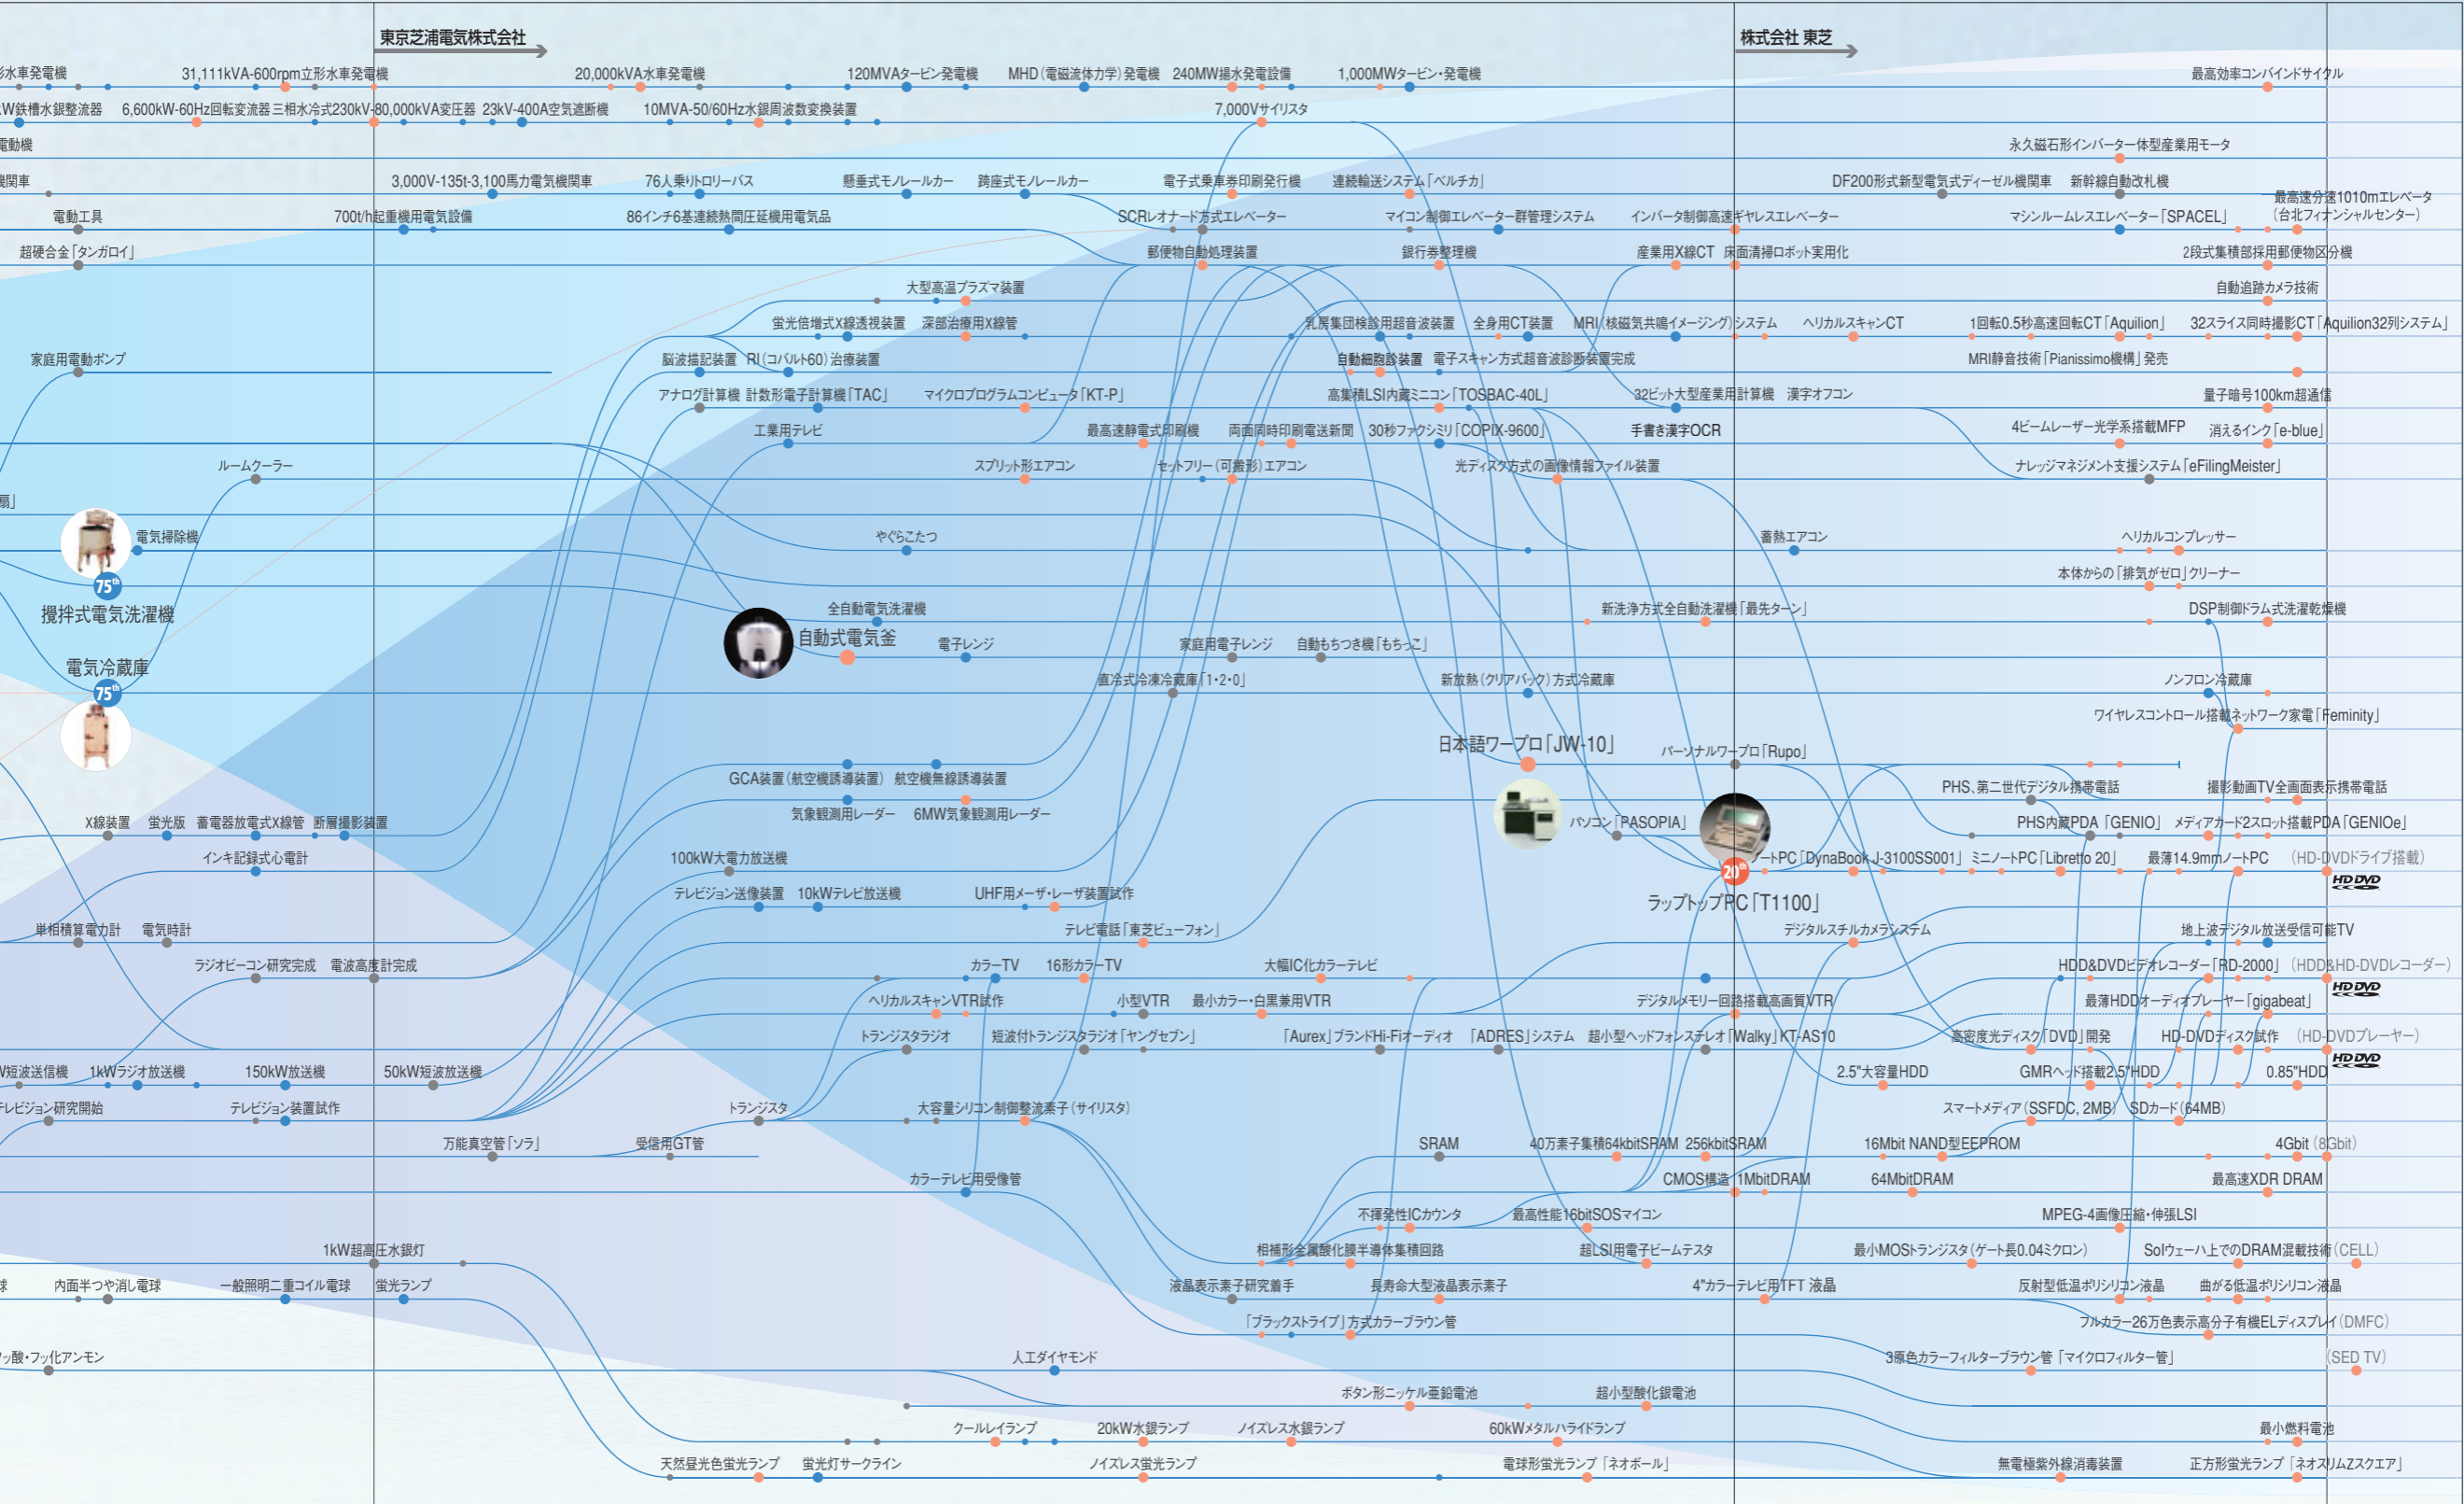 東京芝浦電気株式会社
株式会社 東芝
形水車発電機 31,111kVA-600rpm立形水車発電機 20,000kVA水車発電機 120MVAタービン発電機 MHD（電磁流体力学）発電機 240MW揚水発電設備 1,000MWタービン・発電機 最高効率コンバインドサイクル
kW鉄槽水銀整流器 6,600kW-60Hz回転変流器 三相水冷式230kV-80,000kVA変圧器 23kV-400A空気遮断機 10MVA-50/60Hz水銀周波数変換装置 7,000Vサイリスタ
電動機 永久磁石形インバーター体型産業用モータ
機関車 3,000V-135t-3,100馬力電気機関車 76人乗りトロリーバス 懸垂式モノレールカー 跨座式モノレールカー 電子式乗車券印刷発行機 連続輸送システム「ベルチカ」 DF200形式新型電気式ディーゼル機関車 新幹線自動改札機
最高速分速1010mエレベータ
（台北フィナンシャルセンター）
電動工具 700t/h起重機用電気設備 86インチ6基連続熱間圧延機用電気品 SCRレオナード方式エレベーター マイコン制御エレベーター群管理システム インバータ制御高速ギヤレスエレベーター マシンルームレスエレベーター「SPACEL」
超硬合金「タンガロイ」 郵便物自動処理装置 銀行券整理機 産業用X線CT 床面清掃ロボット実用化 2段式集積部採用郵便物区分機
大型高温プラズマ装置 自動追跡カメラ技術
蛍光倍増式X線透視装置 深部治療用X線管 乳房集団検診用超音波装置 全身用CT装置 MRI（核磁気共鳴イメージング）システム ヘリカルスキャンCT 1回転0.5秒高速回転CT「Aquilion」 32スライス同時撮影CT「Aquilion32列システム」
家庭用電動ポンプ 脳波描記装置 RI（コバルト60）治療装置 自動細胞診装置 電子スキャン方式超音波診断装置完成 MRI静音技術「Pianissimo機構」発売
アナログ計算機 計数形電子計算機「TAC」 マイクロプログラムコンピュータ「KT-P」 高集積LSI内蔵ミニコン「TOSBAC-40L」 32ビット大型産業用計算機 漢字オフコン 量子暗号100km超通信
工業用テレビ 最高速静電式印刷機 両面同時印刷電送新聞 30秒ファクシミリ「COPIX-9600」 手書き漢字OCR 4ビームレーザー光学系搭載MFP 消えるインク「e-blue」
ルームクーラー スプリット形エアコン セットフリー（可搬形）エアコン 光ディスク方式の画像情報ファイル装置 ナレッジマネジメント支援システム「eFilingMeister」
扇」
電気掃除機 やぐらこたつ 蓄熱エアコン ヘリカルコンプレッサー
75th
本体からの「排気がゼロ」クリーナー
攪拌式電気洗濯機 全自動電気洗濯機 新洗浄方式全自動洗濯機「最先ターン」 DSP制御ドラム式洗濯乾燥機
自動式電気釜 電子レンジ 家庭用電子レンジ 自動もちつき機「もちっこ」
電気冷蔵庫
75th
直冷式冷凍冷蔵庫「1・2・0」 新放熱（クリアバック）方式冷蔵庫 ノンフロン冷蔵庫
ワイヤレスコントロール搭載ネットワーク家電「Feminity」
日本語ワープロ「JW-10」 パーソナルワープロ「Rupo」
GCA装置（航空機誘導装置） 航空機無線誘導装置 PHS、第二世代デジタル携帯電話 撮影動画TV全画面表示携帯電話
気象観測用レーダー 6MW気象観測用レーダー
X線装置 蛍光版 蓄電器放電式X線管 断層撮影装置 パソコン「PASOPIA」 PHS内蔵PDA「GENIO」 メディアカード2スロット搭載PDA「GENIOe」
インキ記録式心電計 100kW大電力放送機 ノートPC「DynaBook J-3100SS001」 ミニノートPC「Libretto 20」 最薄14.9mmノートPC （HD-DVDドライブ搭載）
20th
HD DVD
テレビジョン送像装置 10kWテレビ放送機 UHF用メーザ・レーザ装置試作 ラップトップPC「T1100」
単相積算電力計 電気時計 テレビ電話「東芝ビューフォン」 デジタルスチルカメラシステム 地上波デジタル放送受信可能TV
ラジオビーコン研究完成 電波高度計完成 カラーTV 16形カラーTV 大幅IC化カラーテレビ HDD&DVDビデオレコーダー「RD-2000」 （HDD&HD-DVDレコーダー）
HD DVD
ヘリカルスキャンVTR試作 小型VTR 最小カラー・白黒兼用VTR デジタルメモリー回路搭載高画質VTR 最薄HDDオーディオプレーヤー「gigabeat」
トランジスタラジオ 短波付トランジスタラジオ「ヤングセブン」 「Aurex」ブランドHi-Fiオーディオ 「ADRES」システム 超小型ヘッドフォンステレオ「Walky」KT-AS10 高密度光ディスク「DVD」開発 HD-DVDディスク試作 （HD-DVDプレーヤー）
HD DVD
W短波送信機 1kWラジオ放送機 150kW放送機 50kW短波放送機 2.5"大容量HDD GMRヘッド搭載2.5"HDD 0.85"HDD
テレビジョン研究開始 テレビジョン装置試作 トランジスタ 大容量シリコン制御整流素子（サイリスタ） スマートメディア（SSFDC, 2MB） SDカード（64MB）
万能真空管「ソラ」 受信用GT管 SRAM 40万素子集積64kbitSRAM 256kbitSRAM 16Mbit NAND型EEPROM 4Gbit（8Gbit）
カラーテレビ用受像管 CMOS構造 1MbitDRAM 64MbitDRAM 最高速XDR DRAM
不揮発性ICカウンタ 最高性能16bitSOSマイコン MPEG-4画像圧縮・伸張LSI
1kW超高圧水銀灯 相補形金属酸化膜半導体集積回路 超LSI用電子ビームテスタ 最小MOSトランジスタ（ゲート長0.04ミクロン） SoIウェーハ上でのDRAM混載技術（CELL）
球 内面半つや消し電球 一般照明二重コイル電球 蛍光ランプ 液晶表示素子研究着手 長寿命大型液晶表示素子 4"カラーテレビ用TFT 液晶 反射型低温ポリシリコン液晶 曲がる低温ポリシリコン液晶
「ブラックストライプ」方式カラーブラウン管 フルカラー26万色表示高分子有機ELディスプレイ（DMFC）
フッ酸・フッ化アンモン 人工ダイヤモンド 3原色カラーフィルターブラウン管「マイクロフィルター管」 （SED TV）
ボタン形ニッケル亜鉛電池 超小型酸化銀電池
クールレイランプ 20kW水銀ランプ ノイズレス水銀ランプ 60kWメタルハライドランプ 最小燃料電池
天然昼光色蛍光ランプ 蛍光灯サークライン ノイズレス蛍光ランプ 電球形蛍光ランプ「ネオボール」 無電極紫外線消毒装置 正方形蛍光ランプ「ネオスリムZスクエア」